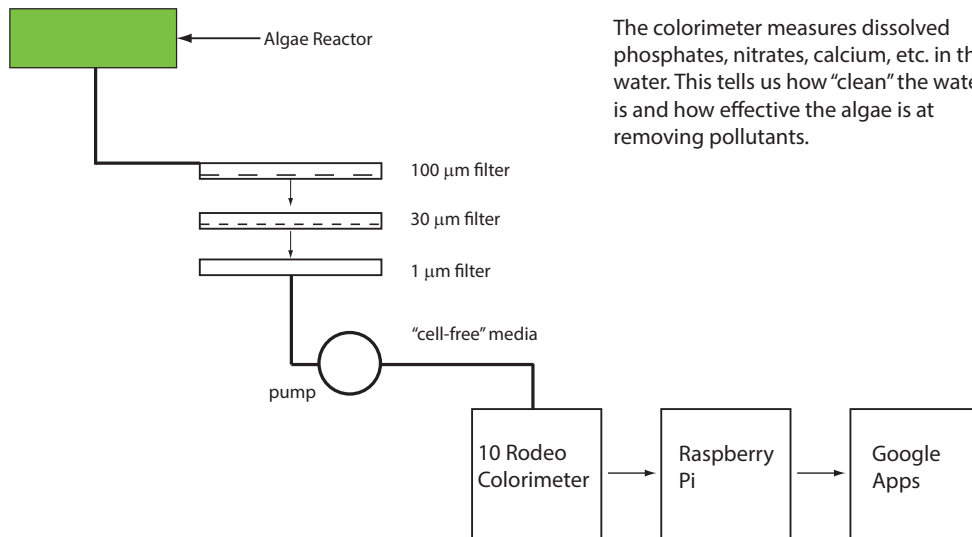 Algae Reactor
The colorimeter measures dissolved
phosphates, nitrates, calcium, etc. in th
water. This tells us how “clean” the wate
is and how effective the algae is at
removing pollutants.
100 μm filter
30 μm filter
1 μm filter
“cell-free” media
pump
10 Rodeo
Colorimeter
Raspberry
Pi
Google
Apps